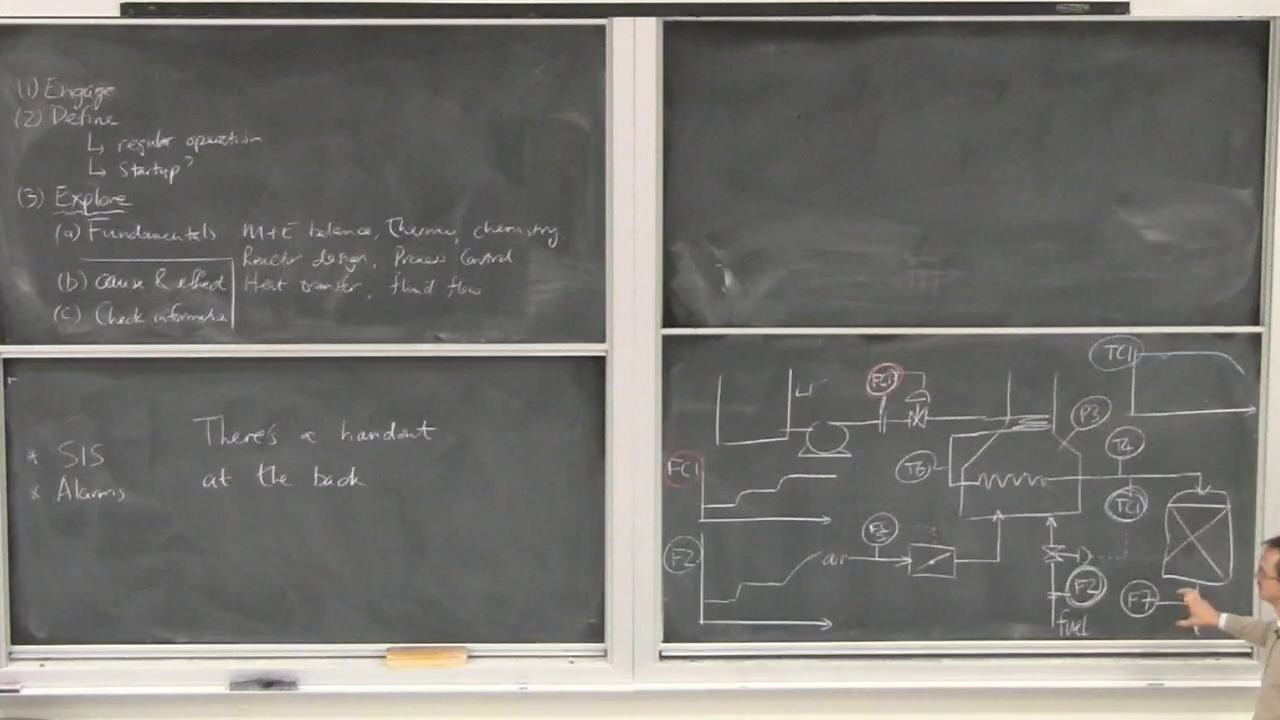 (1) Engage
(2) Define
↳ regular operation
↳ startup?
(3) Explore
(a) Fundamentals M+E balance, Thermo, chemistry
Reactor design, Process Control
(b) cause & effect Heat transfer, fluid flow
(c) Check
* SIS
* Alarms
There's a handout
at the back
TC1
FC1
P3
T4
T6
FC1
TC1
F2
air
F5
F2
F7
fuel